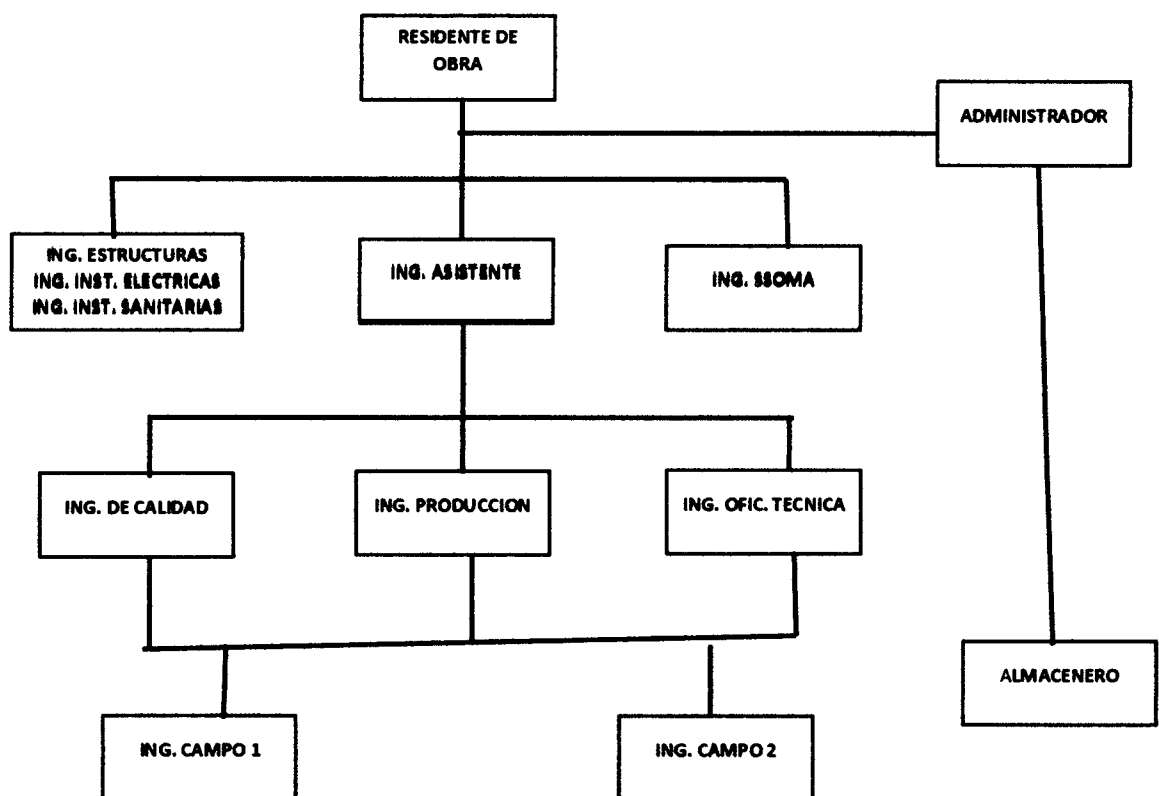 RESIDENTE DE
OBRA
ADMINISTRADOR
ING. ESTRUCTURAS
ING. INST. ELECTRICAS
ING. INST. SANITARIAS
ING. ASISTENTE
ING. SSOMA
ING. DE CALIDAD
ING. PRODUCCION
ING. OFIC. TECNICA
ALMACENERO
ING. CAMPO 1
ING. CAMPO 2